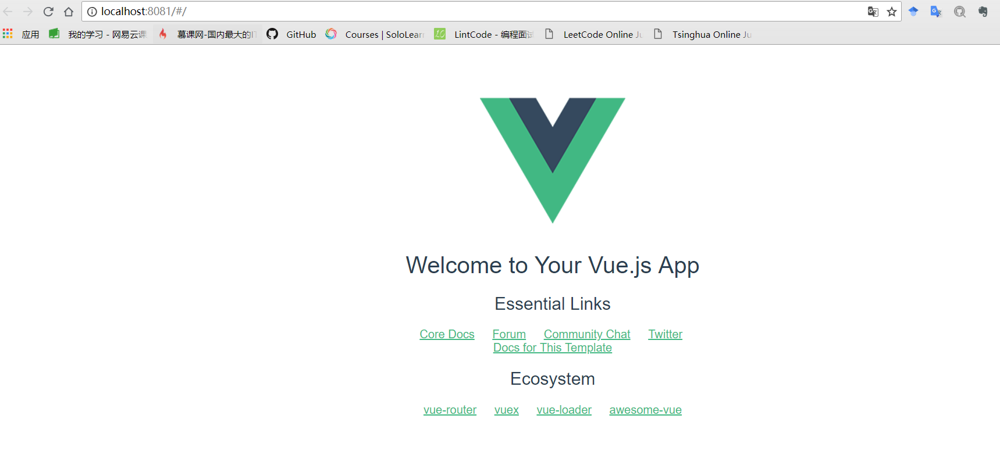 localhost:8081/#/
应用 我的学习 - 网易云课 慕课网-国内最大的IT GitHub Courses | SoloLearn LintCode - 编程面试 LeetCode Online Ju Tsinghua Online Ju
Welcome to Your Vue.js App
Essential Links
Core Docs Forum Community Chat Twitter
Docs for This Template
Ecosystem
vue-router vuex vue-loader awesome-vue